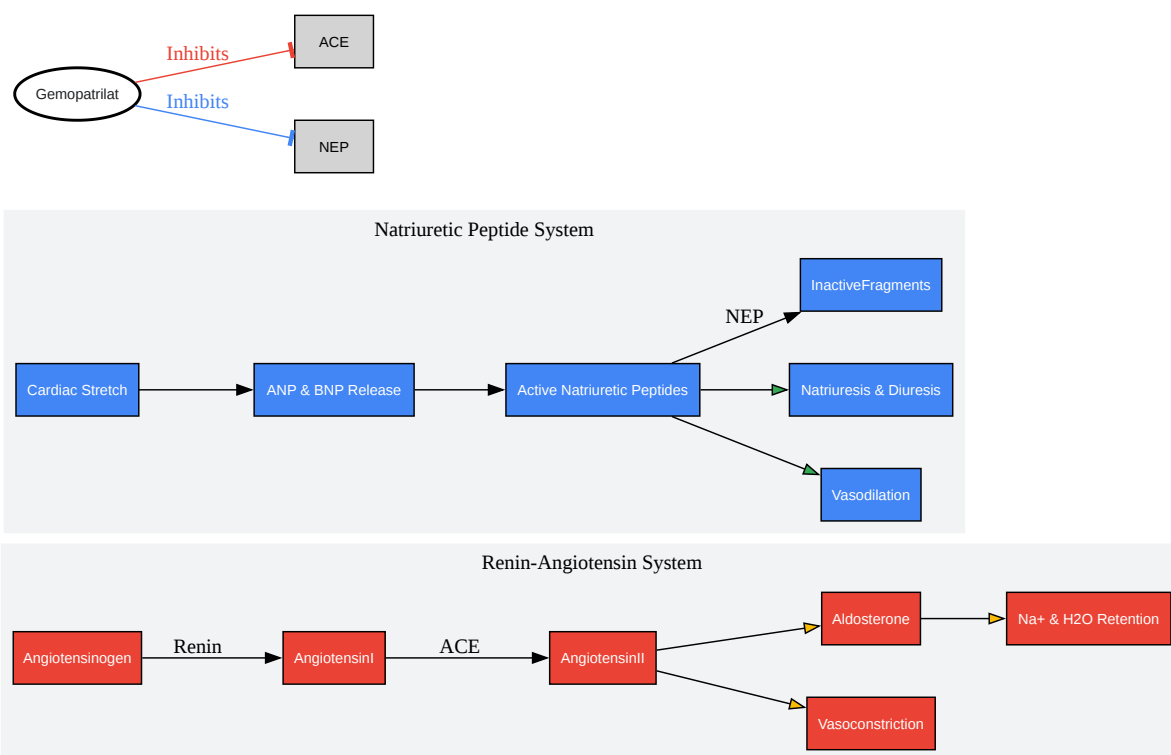 ACE
Inhibits
Gemopatrilat
Inhibits
NEP
Natriuretic Peptide System
InactiveFragments
NEP
Cardiac Stretch
ANP & BNP Release
Active Natriuretic Peptides
Natriuresis & Diuresis
Vasodilation
Renin-Angiotensin System
Aldosterone
Na+ & H2O Retention
Angiotensinogen
Renin
AngiotensinI
ACE
AngiotensinII
Vasoconstriction